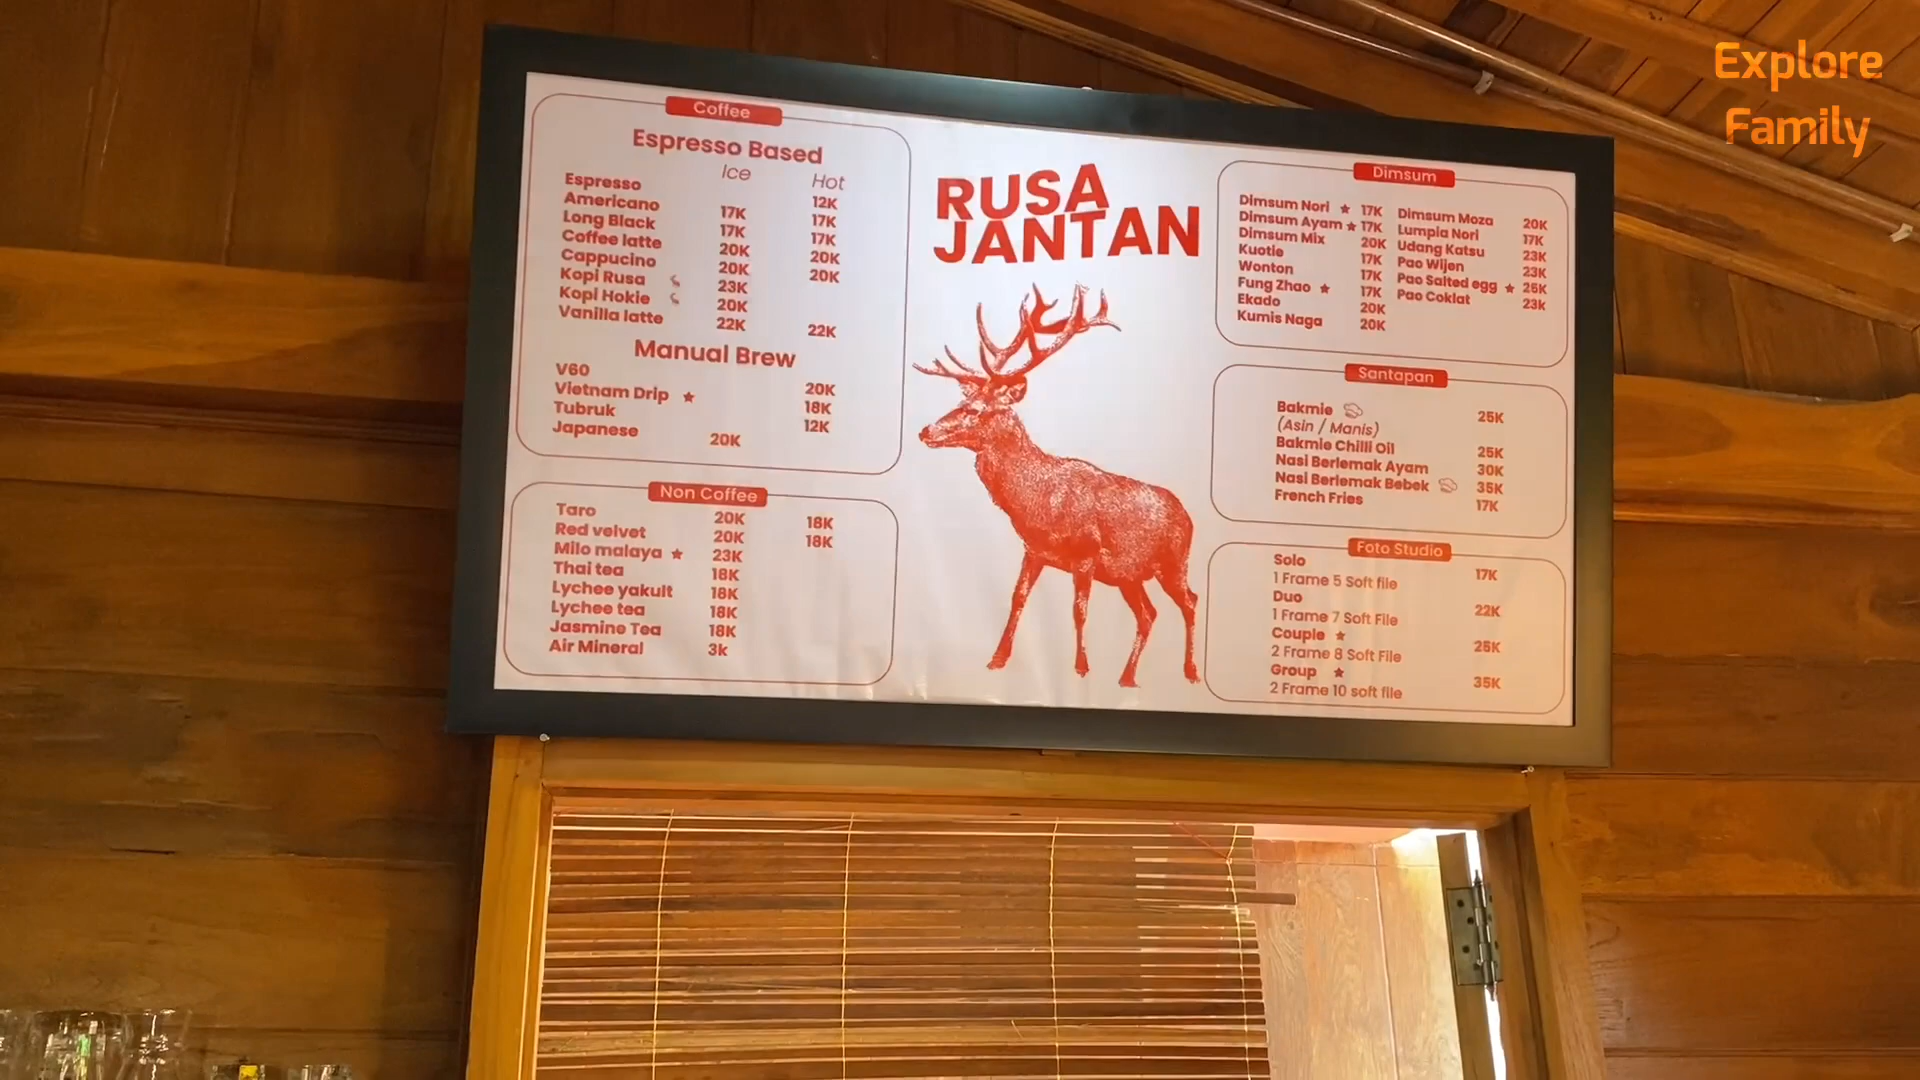 Explore
Family
Coffee
Espresso Based
Ice Hot
Espresso 12K
Americano 17K 17K
Long Black 17K 17K
Coffee latte 20K 20K
Cappucino 20K 20K
Kopi Rusa 23K
Kopi Hokie 20K
Vanilla latte 22K 22K
Manual Brew
V60 20K
Vietnam Drip ★ 18K
Tubruk 12K
Japanese 20K
Non Coffee
Taro 20K 18K
Red velvet 20K 18K
Milo malaya ★ 23K
Thai tea 18K
Lychee yakult 18K
Lychee tea 18K
Jasmine Tea 18K
Air Mineral 3k
RUSA
JANTAN
Dimsum
Dimsum Nori ★ 17K
Dimsum Ayam ★ 17K
Dimsum Mix 20K
Kuotie 17K
Wonton 17K
Fung Zhao ★ 17K
Ekado 20K
Kumis Naga 20K
Dimsum Moza 20K
Lumpia Nori 17K
Udang Katsu 23K
Pao Wijen 23K
Pao Salted egg ★ 25K
Pao Coklat 23k
Santapan
Bakmie 25K
(Asin / Manis)
Bakmie Chilli Oil 25K
Nasi Berlemak Ayam 30K
Nasi Berlemak Bebek 35K
French Fries 17K
Foto Studio
Solo 17K
1 Frame 5 Soft file
Duo 22K
1 Frame 7 Soft File
Couple ★ 25K
2 Frame 8 Soft File
Group ★ 35K
2 Frame 10 soft file